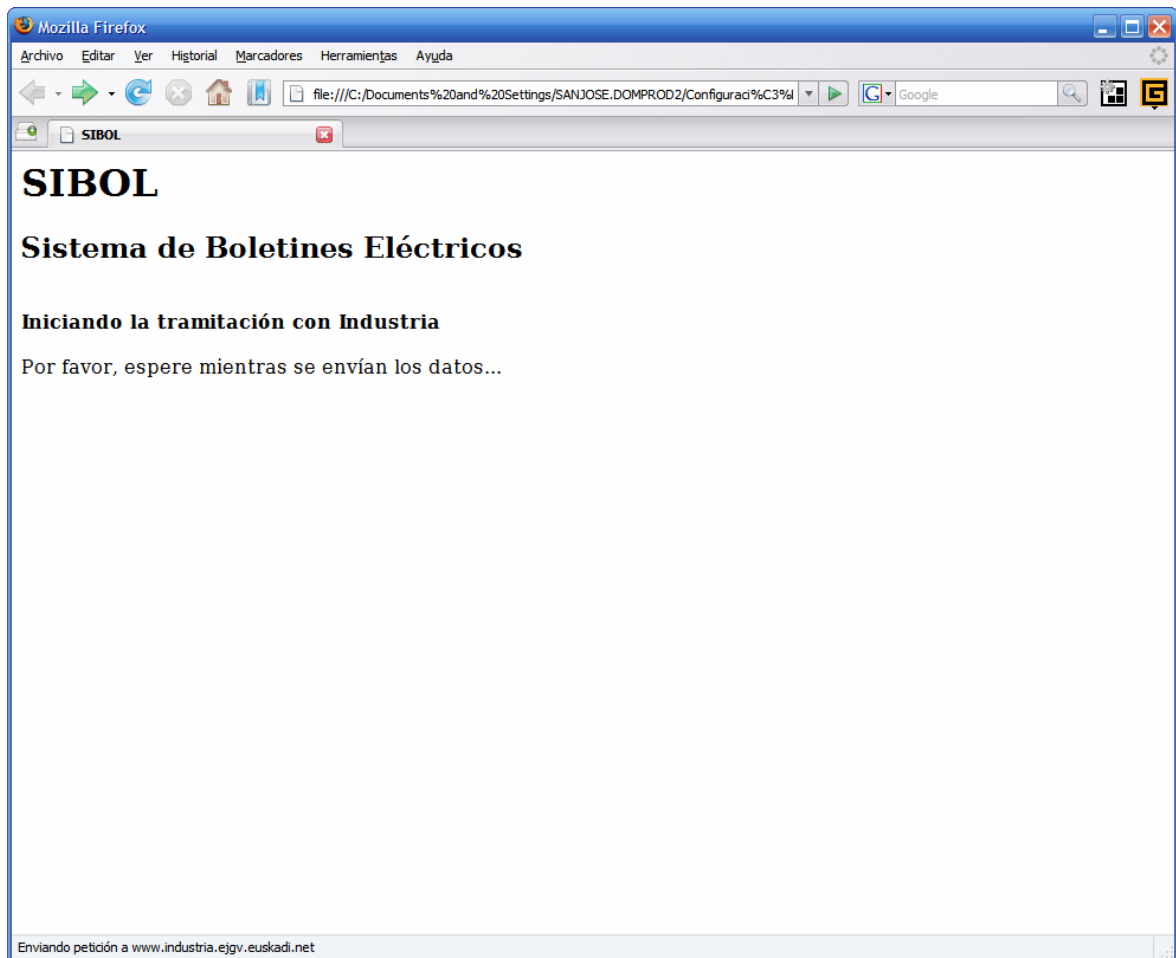 Mozilla Firefox
Archivo Editar Ver Historial Marcadores Herramientas Ayuda
file:///C:/Documents%20and%20Settings/SANJOSE.DOMPROD2/Configuraci%C3%
G Google
G
SIBOL
SIBOL
Sistema de Boletines Eléctricos
Iniciando la tramitación con Industria
Por favor, espere mientras se envían los datos...
Enviando petición a www.industria.ejgv.euskadi.net